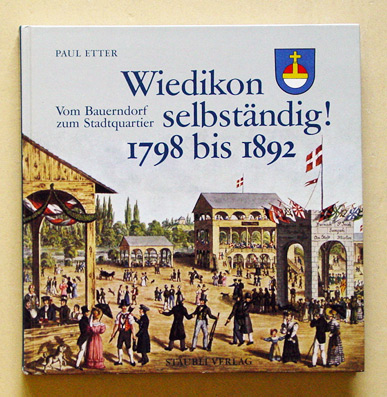 PAUL ETTER
Wiedikon
Vom Bauerndorf
zum Stadtquartier
selbständig!
1798 bis 1892
STÄUBLI VERLAG